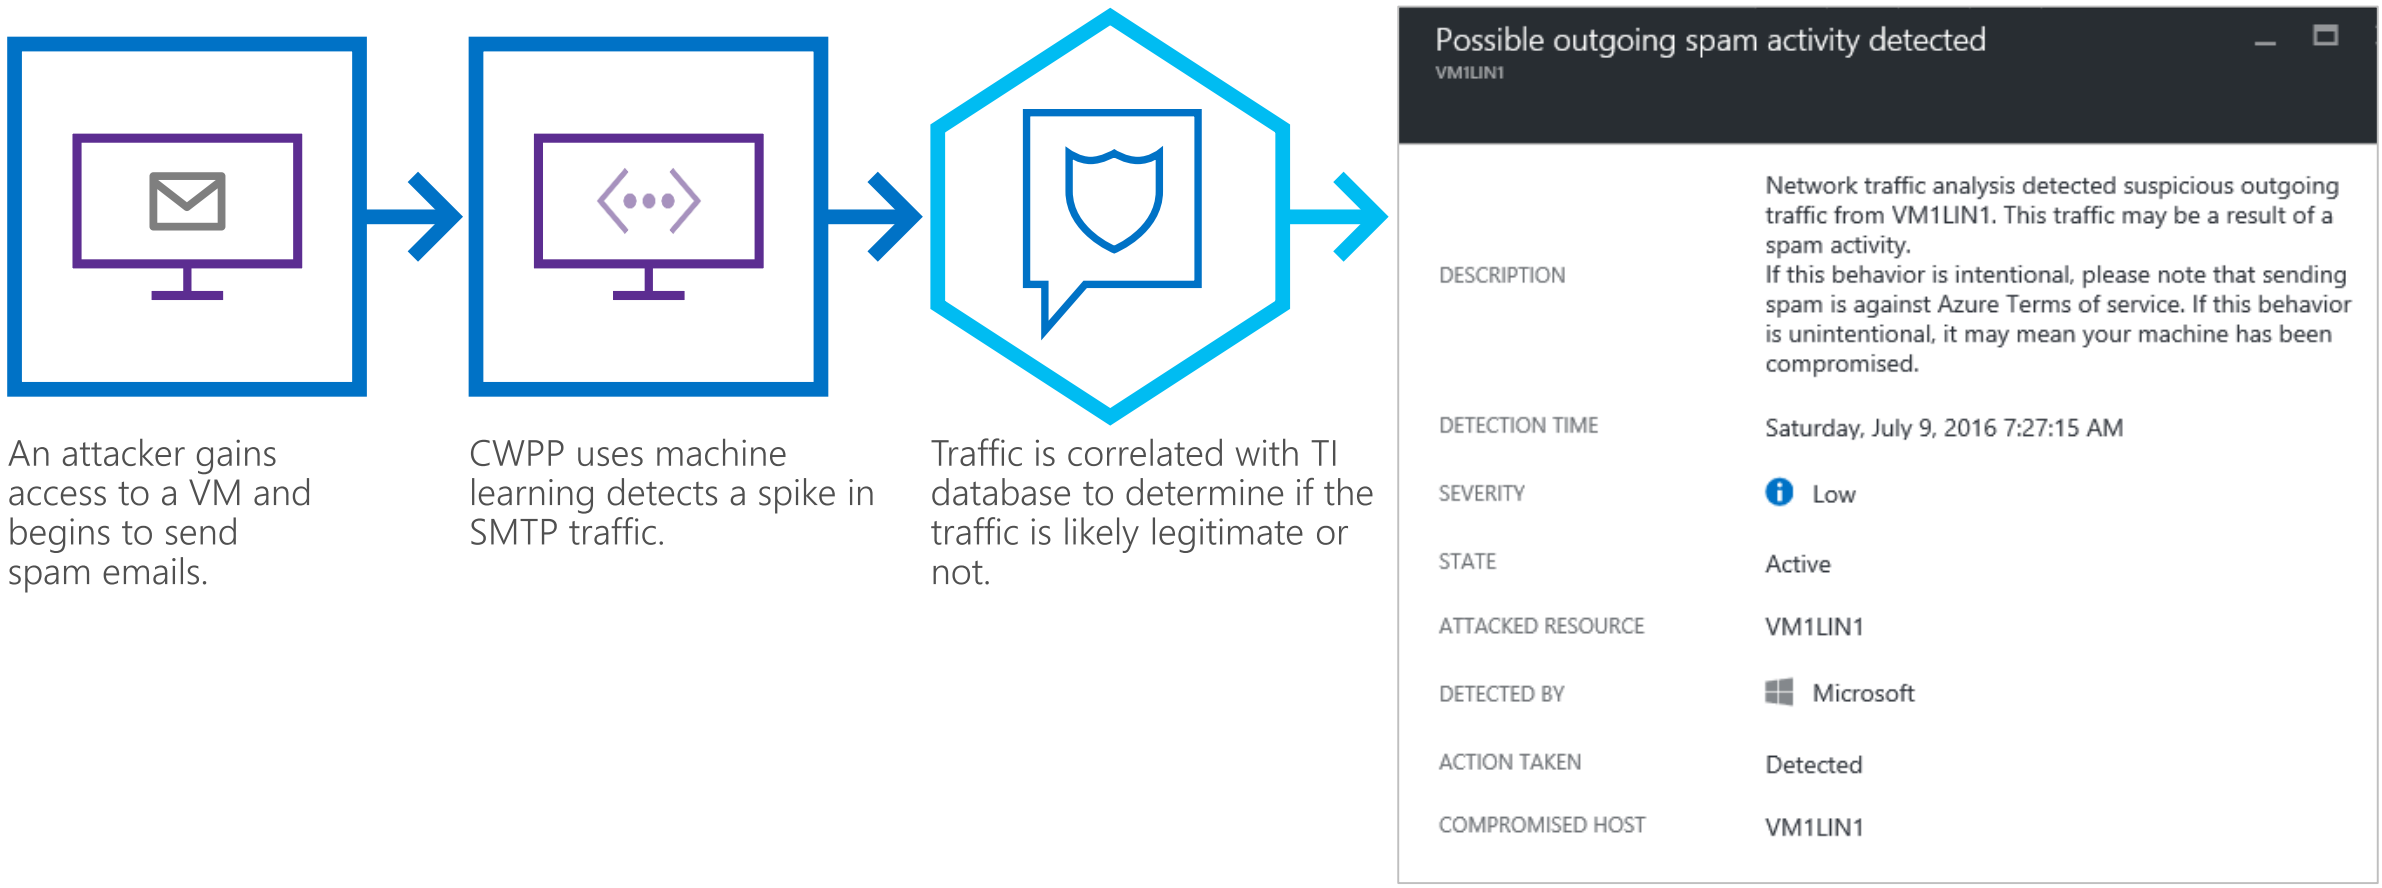 An attacker gains
access to a VM and
begins to send
spam emails.
CWPP uses machine
learning detects a spike in
SMTP traffic.
Traffic is correlated with TI
database to determine if the
traffic is likely legitimate or
not.
Possible outgoing spam activity detected
VM1LIN1
DESCRIPTION
Network traffic analysis detected suspicious outgoing
traffic from VM1LIN1. This traffic may be a result of a
spam activity.
If this behavior is intentional, please note that sending
spam is against Azure Terms of service. If this behavior
is unintentional, it may mean your machine has been
compromised.
DETECTION TIME Saturday, July 9, 2016 7:27:15 AM
SEVERITY Low
STATE Active
ATTACKED RESOURCE VM1LIN1
DETECTED BY Microsoft
ACTION TAKEN Detected
COMPROMISED HOST VM1LIN1